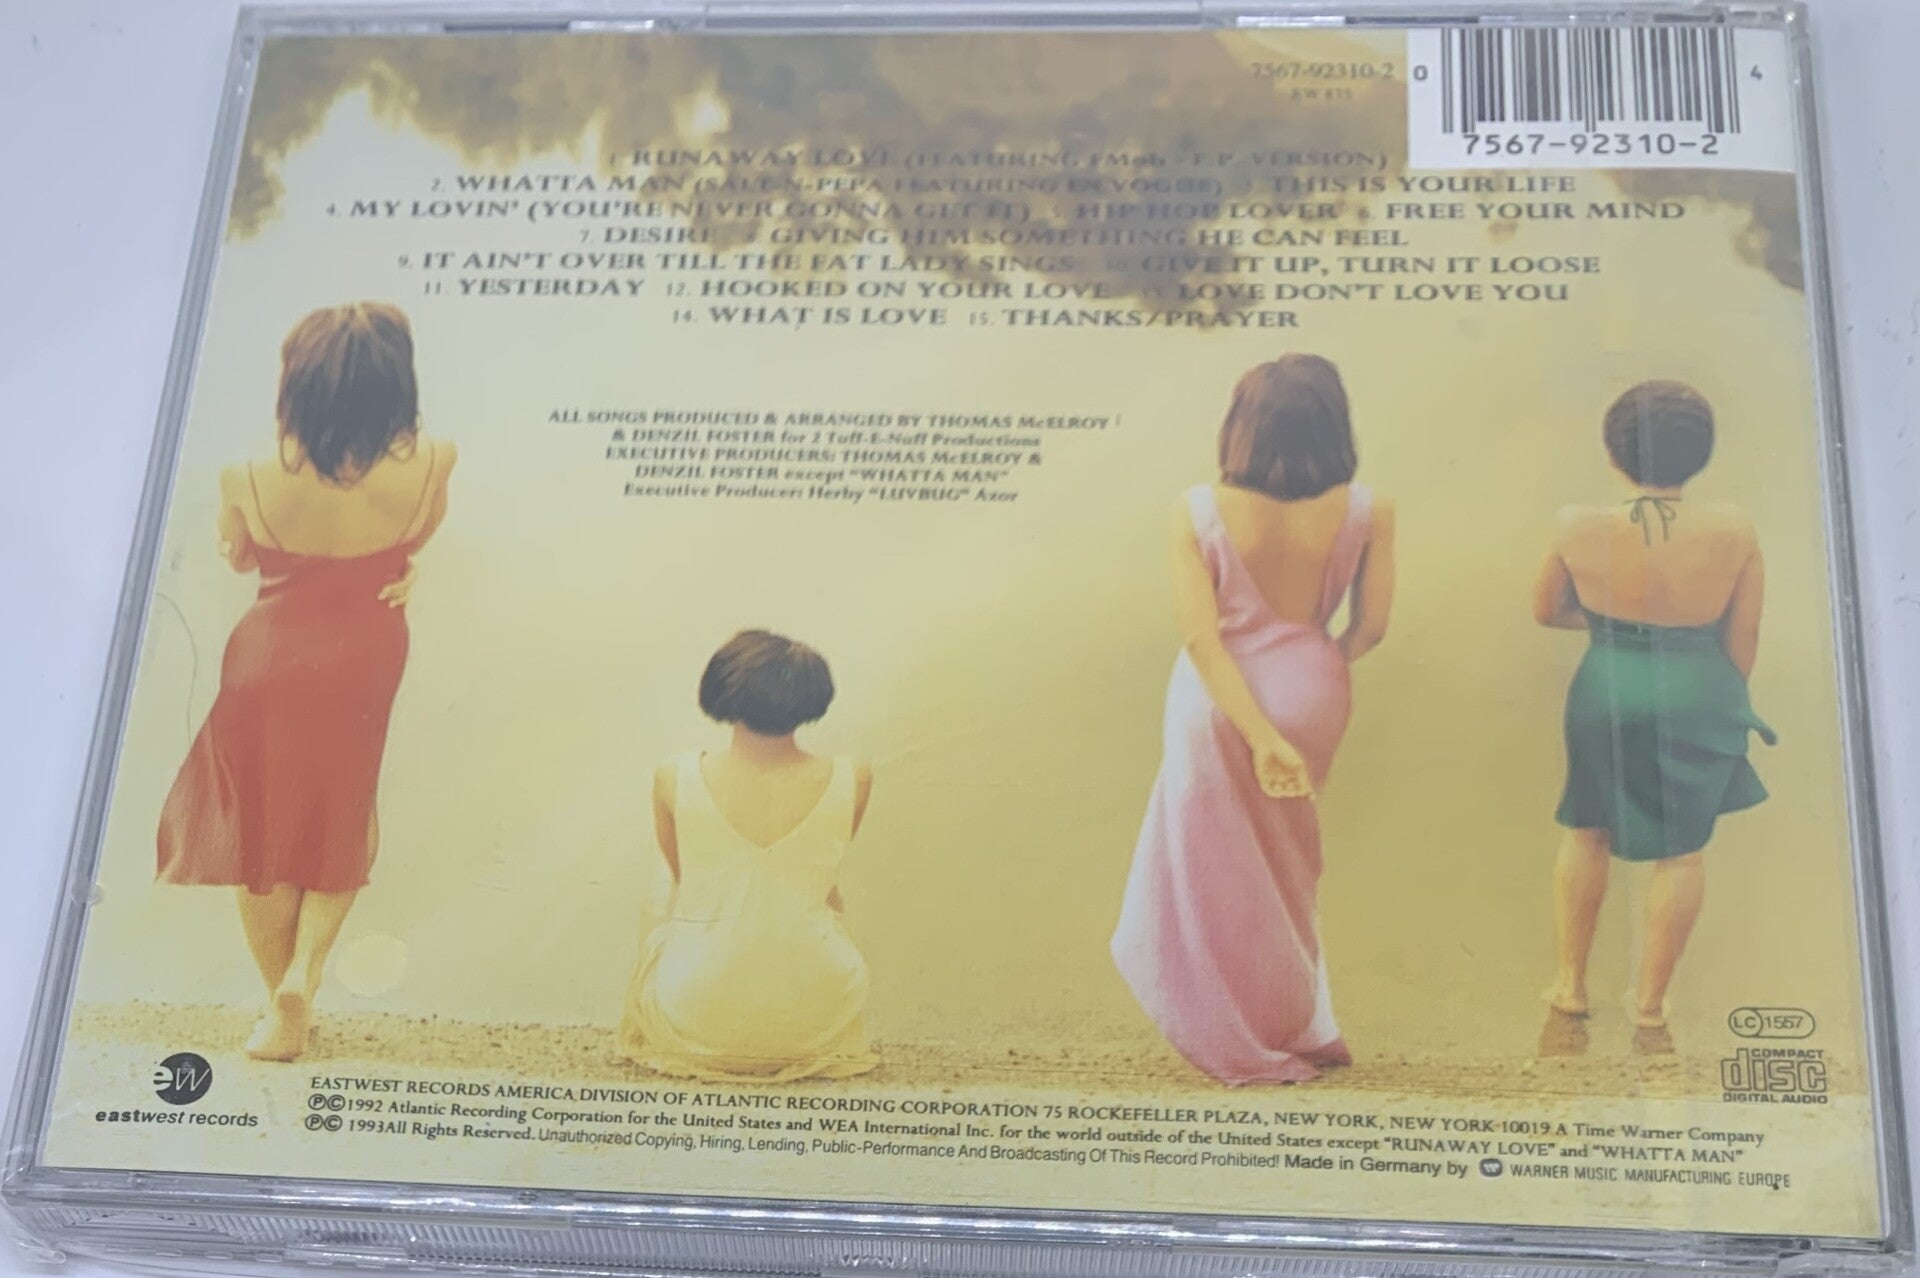 7567-92310-2
0 4
7567-92310-2
1. RUNAWAY LOVE (FEATURING FMob - E.P. VERSION)
2. WHATTA MAN (SALT-N-PEPA FEATURING EN VOGUE) 3. THIS IS YOUR LIFE
4. MY LOVIN' (YOU'RE NEVER GONNA GET IT) 5. HIP HOP LOVER 6. FREE YOUR MIND
7. DESIRE 8. GIVING HIM SOMETHING HE CAN FEEL
9. IT AIN'T OVER TILL THE FAT LADY SINGS 10. GIVE IT UP, TURN IT LOOSE
11. YESTERDAY 12. HOOKED ON YOUR LOVE 13. LOVE DON'T LOVE YOU
14. WHAT IS LOVE 15. THANKS/PRAYER
ALL SONGS PRODUCED & ARRANGED BY THOMAS McELROY
& DENZIL FOSTER for 2 Tuff-E-Nuff Productions
EXECUTIVE PRODUCERS: THOMAS McELROY &
DENZIL FOSTER except "WHATTA MAN"
Executive Producer: Herby "LUVBUG" Azor
LC 1557
COMPACT
disc
DIGITAL AUDIO
ew
eastwest records
EASTWEST RECORDS AMERICA DIVISION OF ATLANTIC RECORDING CORPORATION 75 ROCKEFELLER PLAZA, NEW YORK, NEW YORK 10019 A Time Warner Company
℗© 1992 Atlantic Recording Corporation for the United States and WEA International Inc. for the world outside of the United States except "RUNAWAY LOVE" and "WHATTA MAN"
℗© 1993 All Rights Reserved. Unauthorized Copying, Hiring, Lending, Public-Performance And Broadcasting Of This Record Prohibited! Made in Germany by WARNER MUSIC MANUFACTURING EUROPE